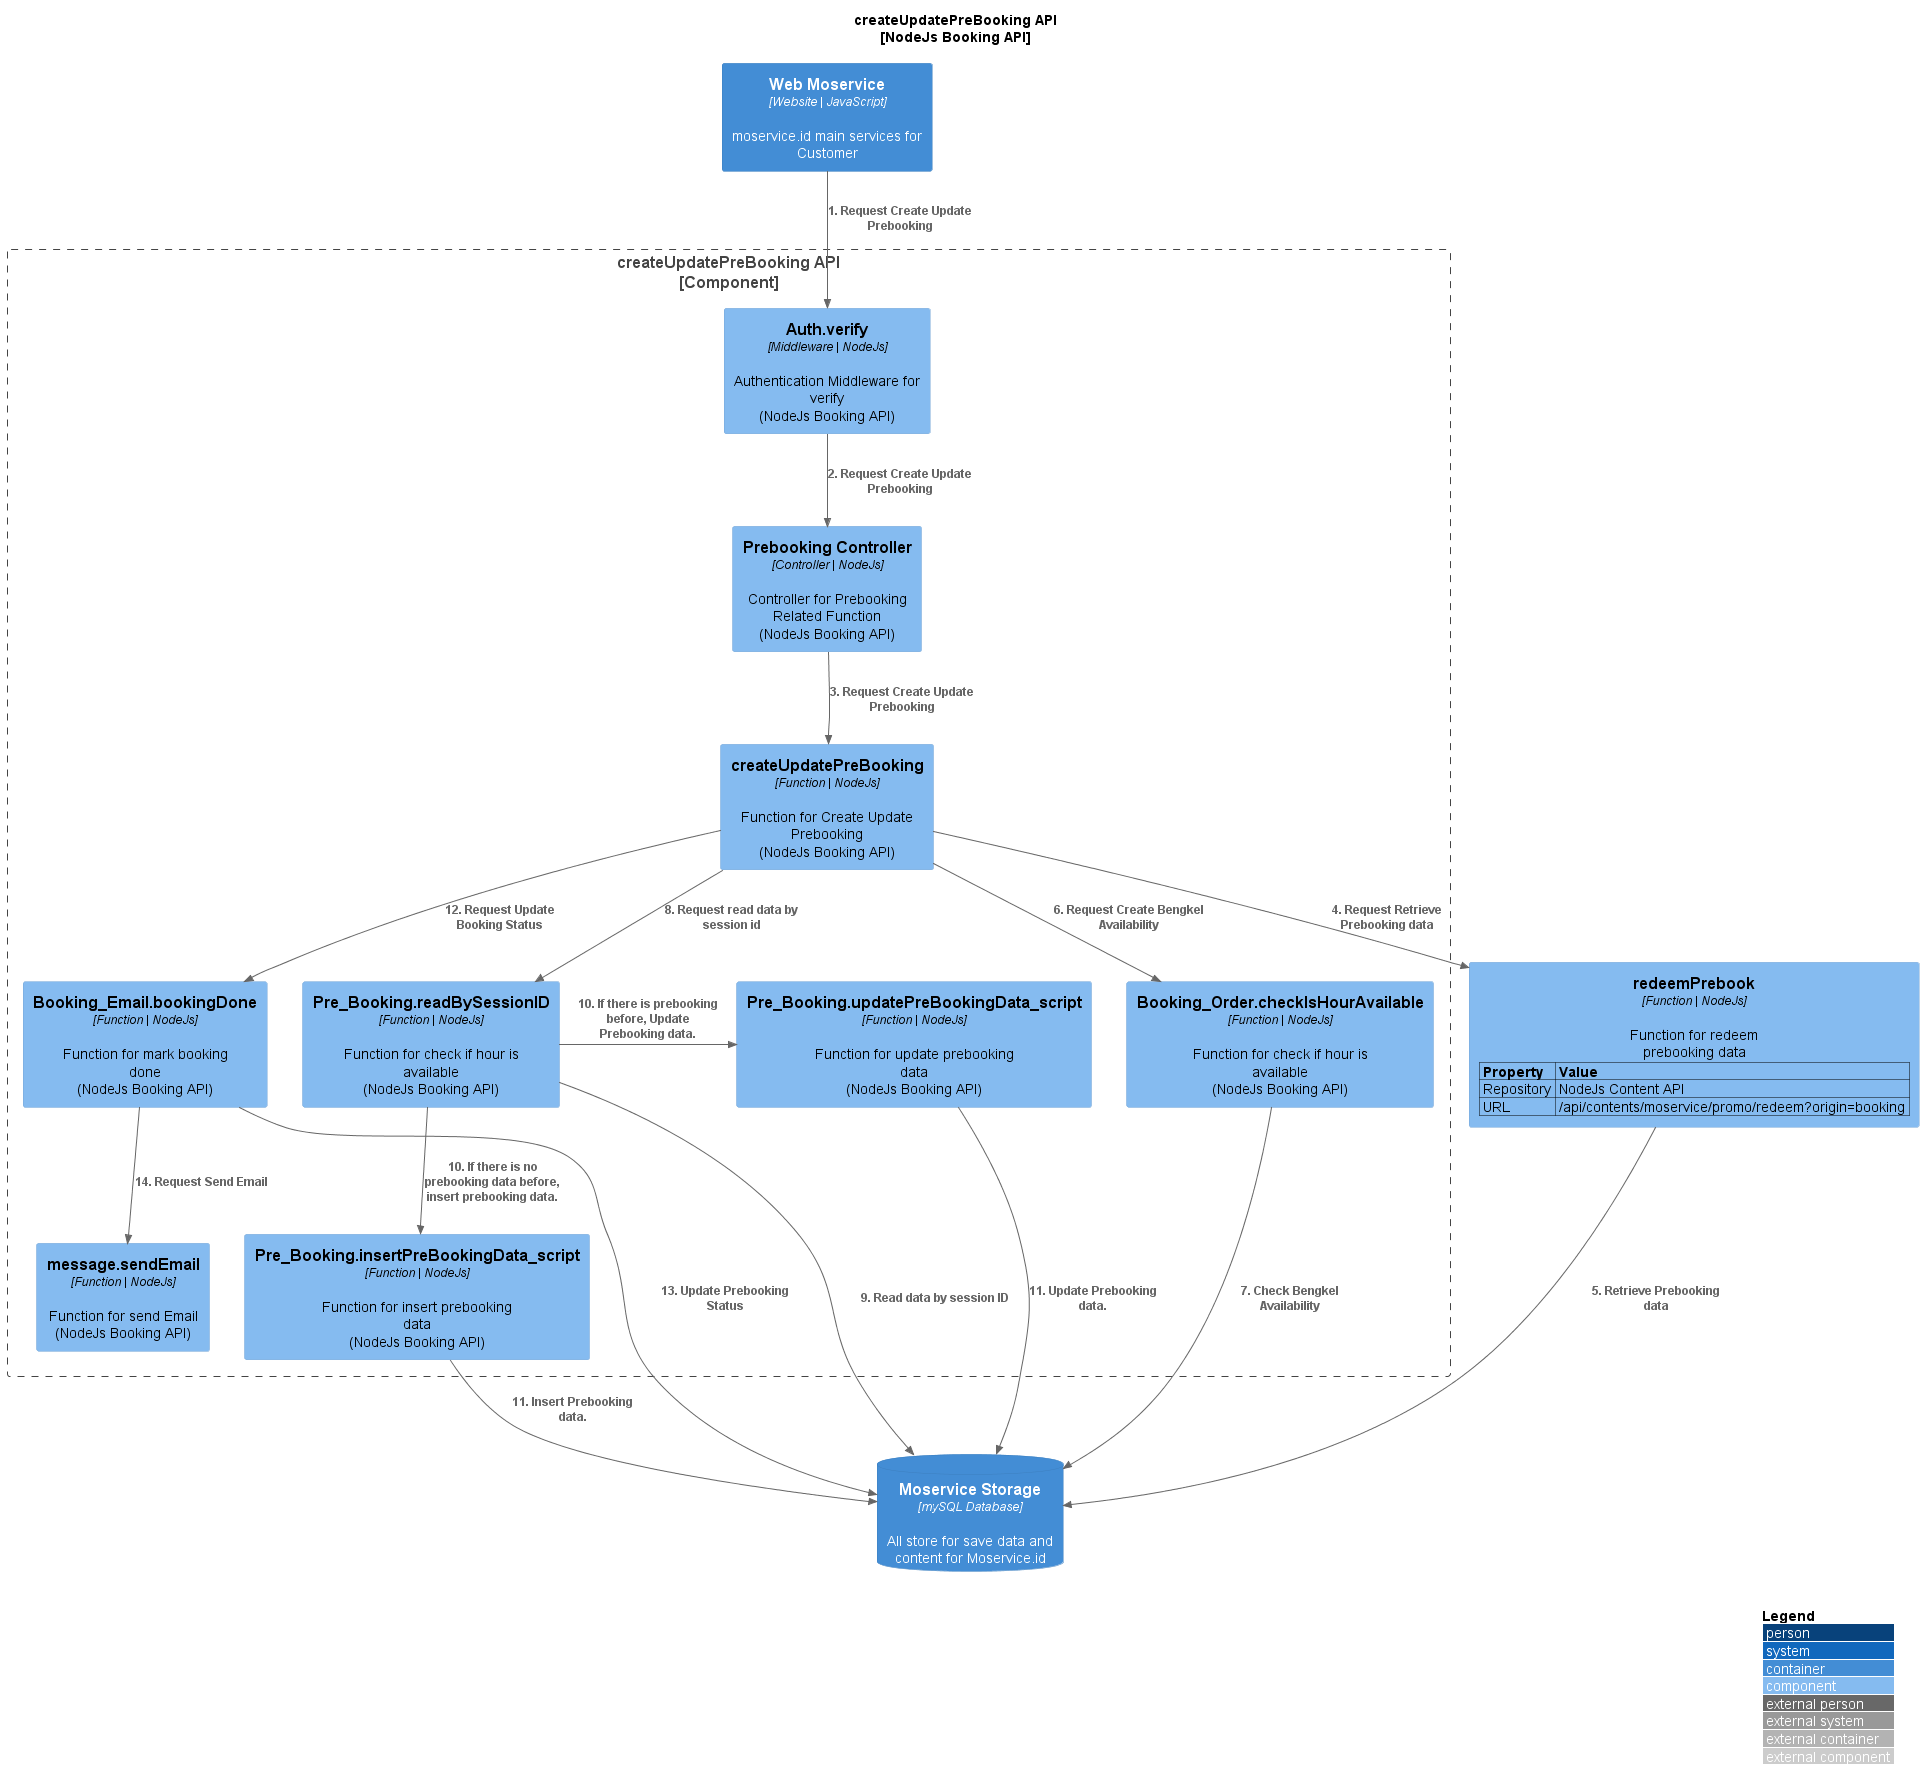 createUpdatePreBooking API
[NodeJs Booking API]
Web Moservice
[Website | JavaScript]
moservice.id main services for
Customer
1. Request Create Update
Prebooking
createUpdatePreBooking API
[Component]
Auth.verify
[Middleware | NodeJs]
Authentication Middleware for
verify
(NodeJs Booking API)
2. Request Create Update
Prebooking
Prebooking Controller
[Controller | NodeJs]
Controller for Prebooking
Related Function
(NodeJs Booking API)
3. Request Create Update
Prebooking
createUpdatePreBooking
[Function | NodeJs]
Function for Create Update
Prebooking
(NodeJs Booking API)
12. Request Update
Booking Status
8. Request read data by
session id
6. Request Create Bengkel
Availability
4. Request Retrieve
Prebooking data
Booking_Email.bookingDone
[Function | NodeJs]
Function for mark booking
done
(NodeJs Booking API)
Pre_Booking.readBySessionID
[Function | NodeJs]
Function for check if hour is
available
(NodeJs Booking API)
10. If there is prebooking
before, Update
Prebooking data.
Pre_Booking.updatePreBookingData_script
[Function | NodeJs]
Function for update prebooking
data
(NodeJs Booking API)
Booking_Order.checkIsHourAvailable
[Function | NodeJs]
Function for check if hour is
available
(NodeJs Booking API)
redeemPrebook
[Function | NodeJs]
Function for redeem
prebooking data
Property Value
Repository NodeJs Content API
URL /api/contents/moservice/promo/redeem?origin=booking
14. Request Send Email
10. If there is no
prebooking data before,
insert prebooking data.
message.sendEmail
[Function | NodeJs]
Function for send Email
(NodeJs Booking API)
Pre_Booking.insertPreBookingData_script
[Function | NodeJs]
Function for insert prebooking
data
(NodeJs Booking API)
13. Update Prebooking
Status
9. Read data by session ID
11. Update Prebooking
data.
7. Check Bengkel
Availability
5. Retrieve Prebooking
data
11. Insert Prebooking
data.
Moservice Storage
[mySQL Database]
All store for save data and
content for Moservice.id
Legend
person
system
container
component
external person
external system
external container
external component